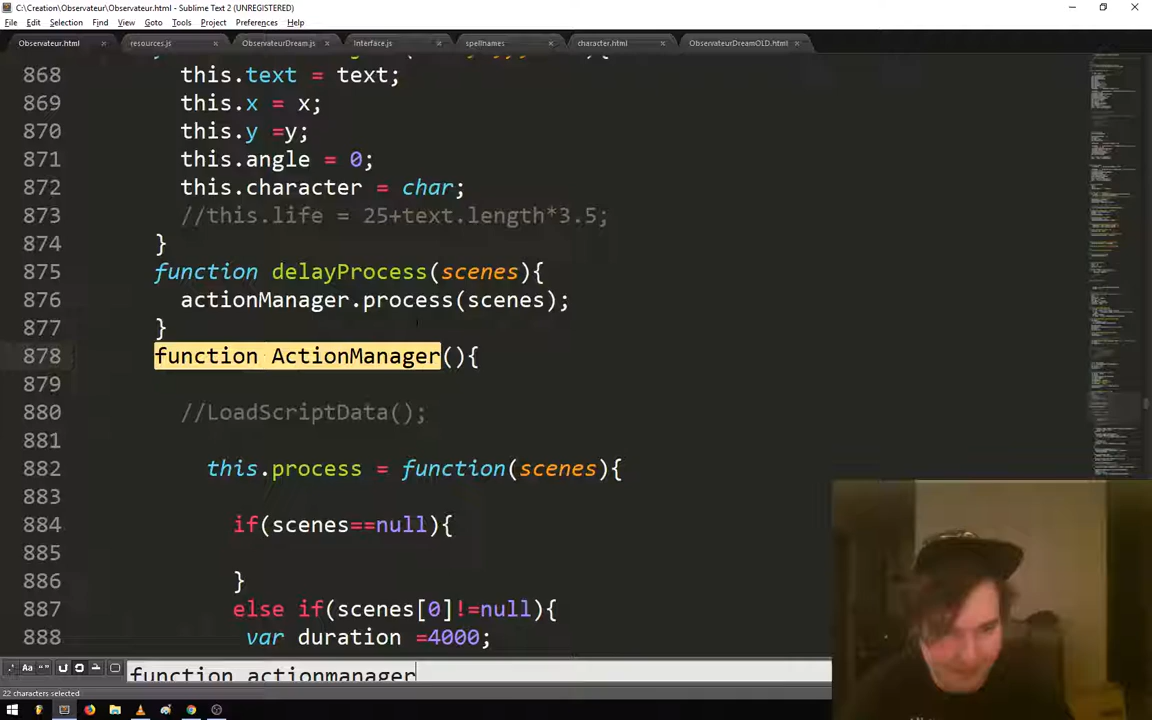 C:\Creation\Observateur\Observateur.html - Sublime Text 2 (UNREGISTERED)
File Edit Selection Find View Goto Tools Project Preferences Help
Observateur.html × resources.js × ObservateurDream.js × Interface.js × spellnames × character.html × ObservateurDreamOLD.html ×
868 this.text = text;
869 this.x = x;
870 this.y =y;
871 this.angle = 0;
872 this.character = char;
873 //this.life = 25+text.length*3.5;
874 }
875 function delayProcess(scenes){
876 actionManager.process(scenes);
877 }
878 function ActionManager(){
879
880 //LoadScriptData();
881
882 this.process = function(scenes){
883
884 if(scenes==null){
885
886 }
887 else if(scenes[0]!=null){
888 var duration =4000;
.* Aa “”
function actionmanager
22 characters selected